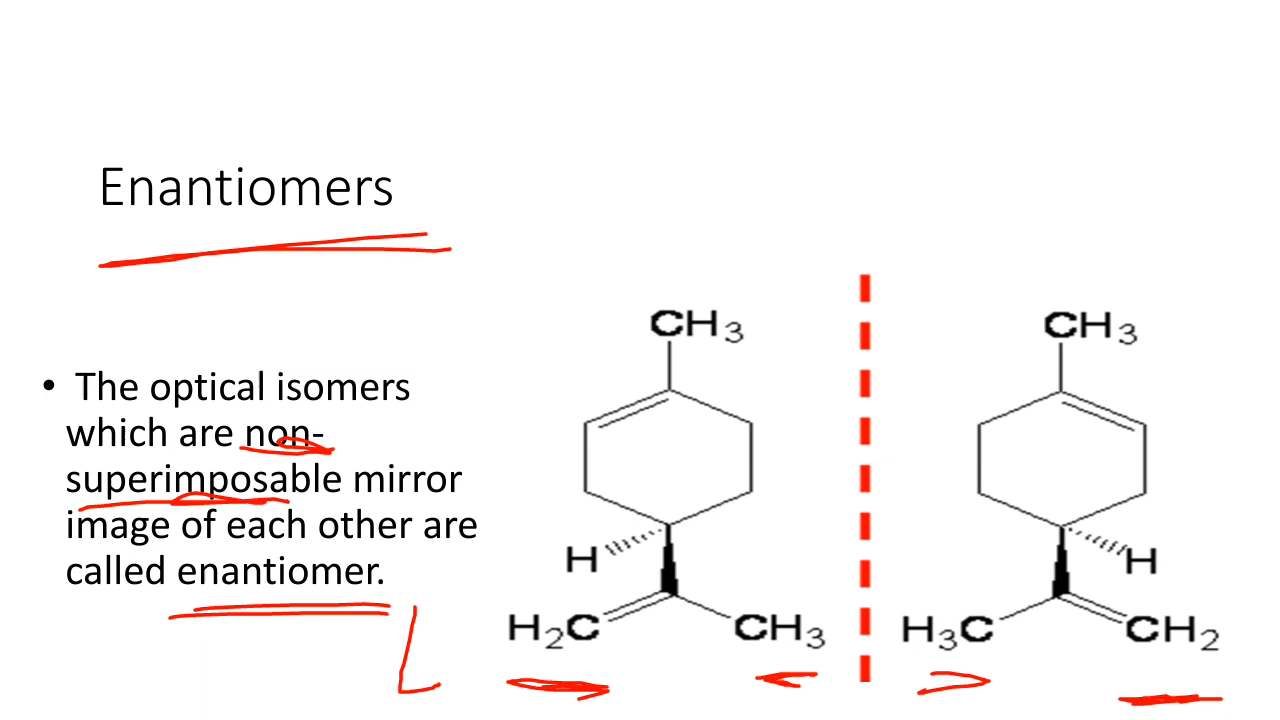 Enantiomers
• The optical isomers
which are non-
superimposable mirror
image of each other are
called enantiomer.
CH3
H
H2C
CH3
CH3
H
H3C
CH2